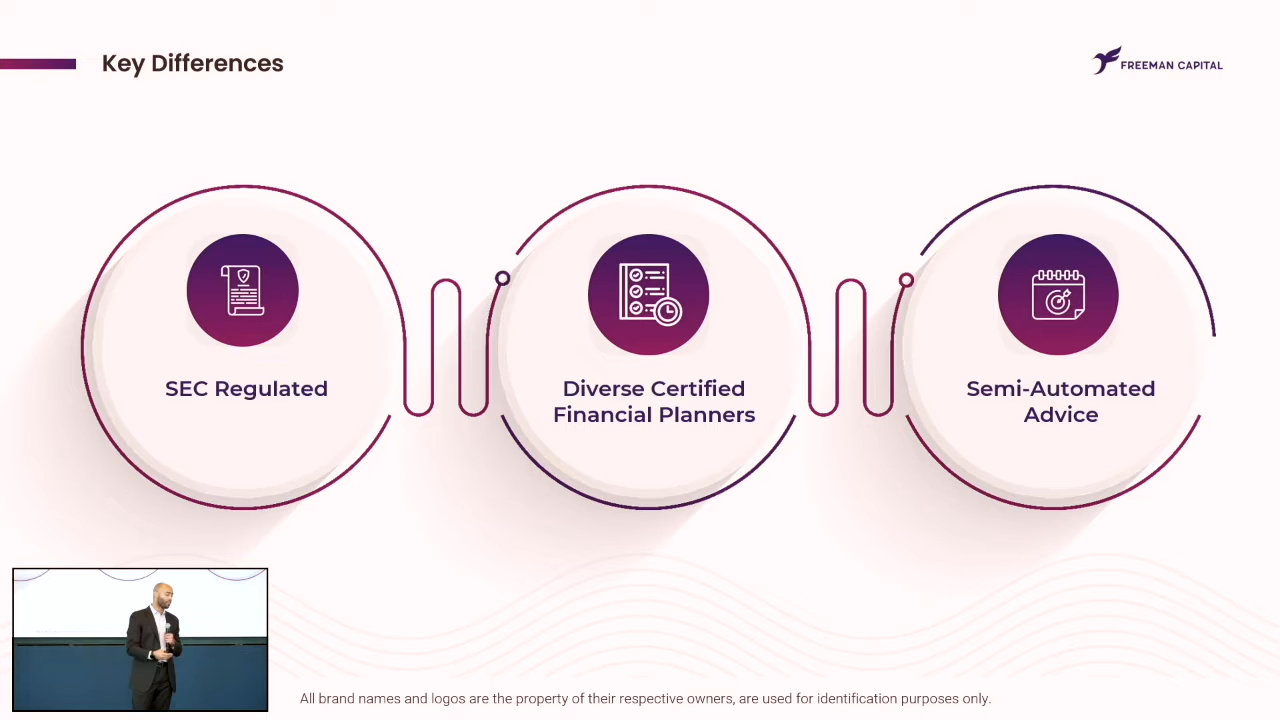 Key Differences
FREEMAN CAPITAL
SEC Regulated
Diverse Certified
Financial Planners
Semi-Automated
Advice
All brand names and logos are the property of their respective owners, are used for identification purposes only.